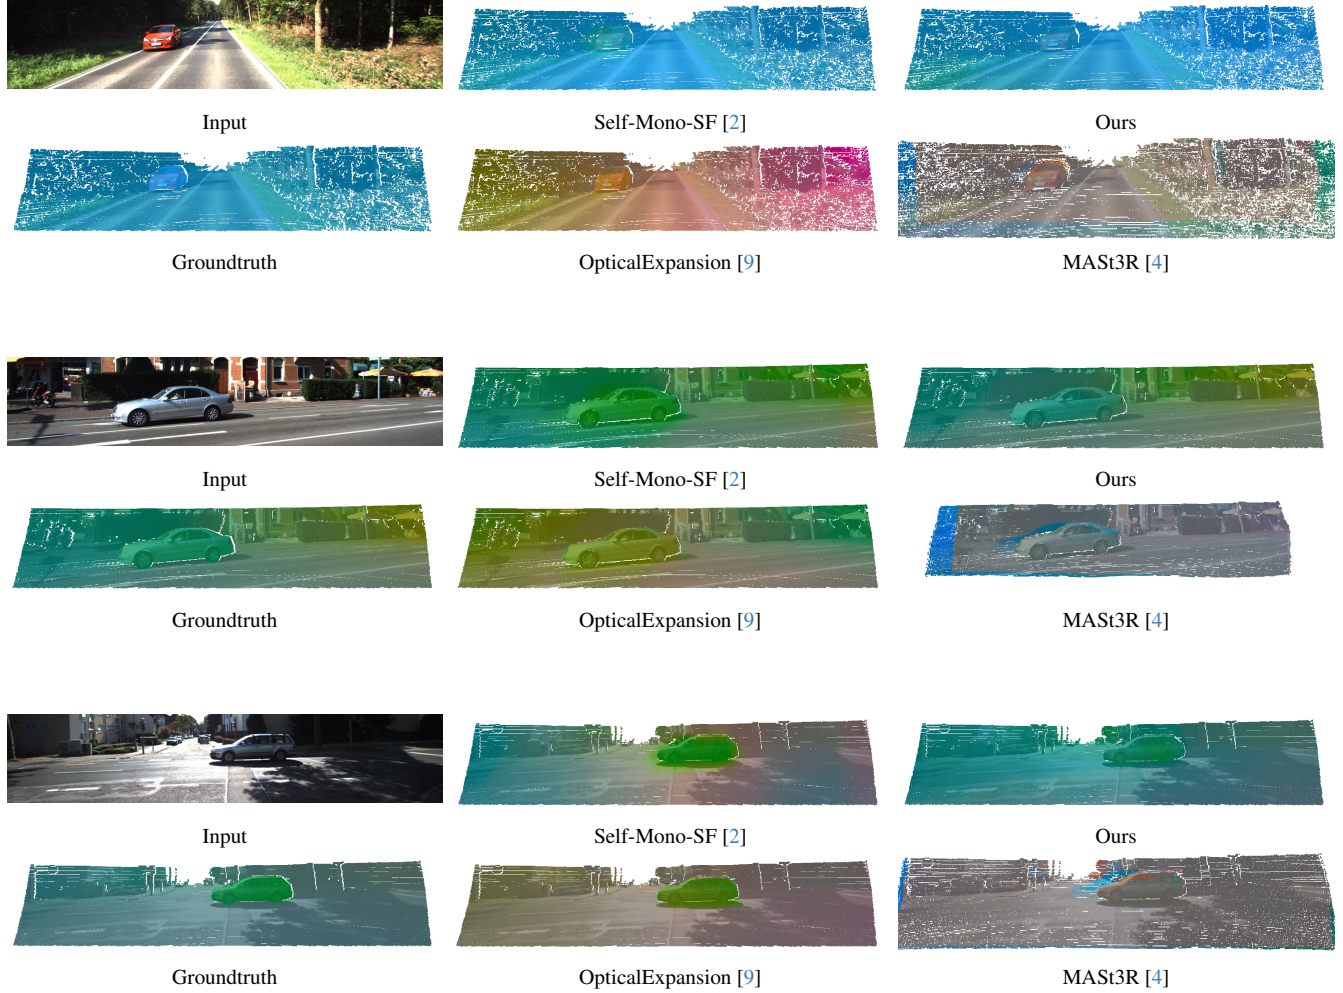 Input Self-Mono-SF [2] Ours
Groundtruth OpticalExpansion [9] MASt3R [4]
Input Self-Mono-SF [2] Ours
Groundtruth OpticalExpansion [9] MASt3R [4]
Input Self-Mono-SF [2] Ours
Groundtruth OpticalExpansion [9] MASt3R [4]